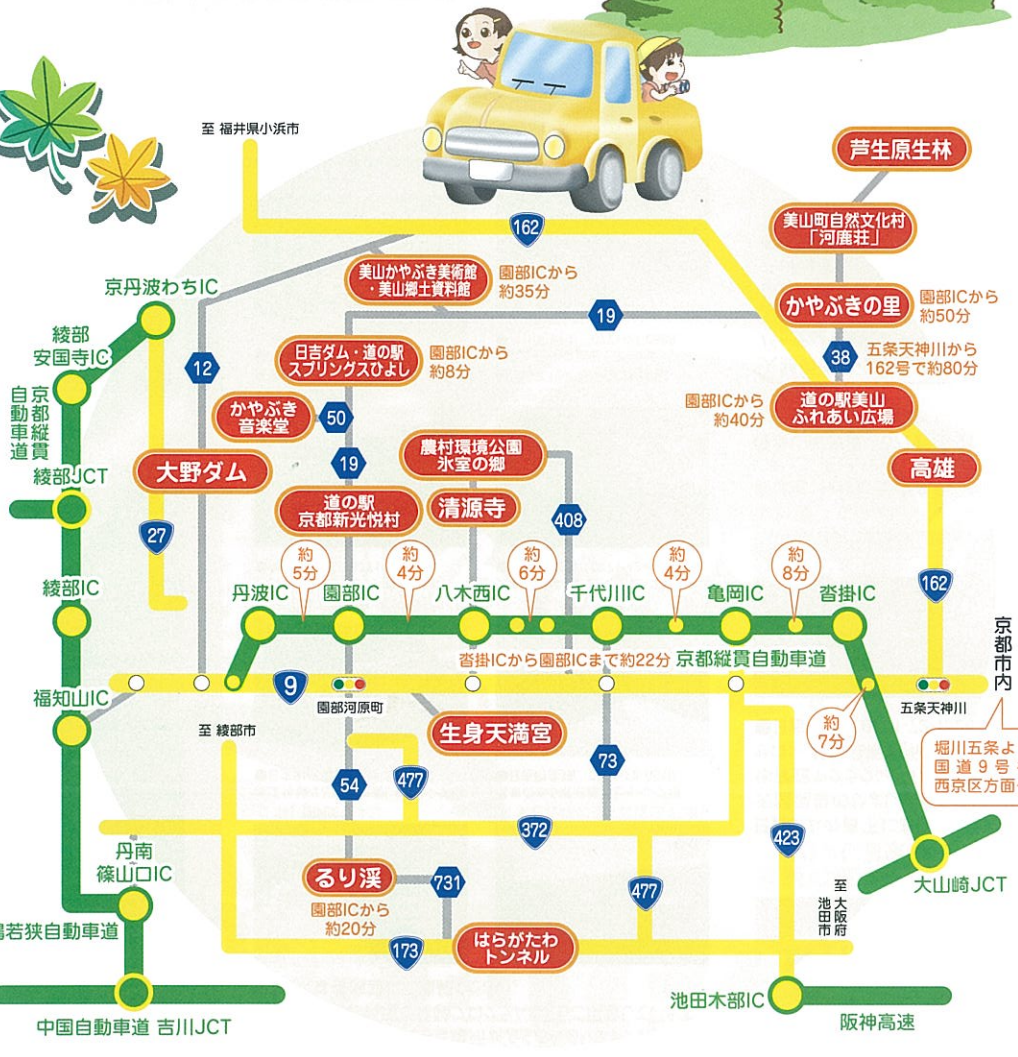 至 福井県小浜市
162
芦生原生林
美山町自然文化村
「河鹿荘」
美山かやぶき美術館
・美山郷土資料館
園部ICから
約35分
かやぶきの里
園部ICから
約50分
京丹波わちIC
19
綾部
安国寺IC
12
日吉ダム・道の駅
スプリングスひよし
園部ICから
約8分
38
五条天神川から
162号で約80分
京都縦貫
自動車道
かやぶき
音楽堂
50
園部ICから
約40分
道の駅美山
ふれあい広場
綾部JCT
大野ダム
19
農村環境公園
氷室の郷
高雄
道の駅
京都新光悦村
清源寺
408
27
約
5分
約
4分
約
6分
約
4分
約
8分
162
綾部IC
丹波IC
園部IC
八木西IC
千代川IC
亀岡IC
沓掛IC
京都市内
沓掛ICから園部ICまで約22分
京都縦貫自動車道
福知山IC
9
園部河原町
五条天神川
至 綾部市
生身天満宮
約
7分
堀川五条よ
国道9号
西京区方面
54
477
73
372
423
丹南
篠山口IC
るり渓
731
477
大山崎JCT
園部ICから
約20分
至 大阪府
池田市
若狭自動車道
173
はらがたわ
トンネル
池田木部IC
中国自動車道 吉川JCT
阪神高速